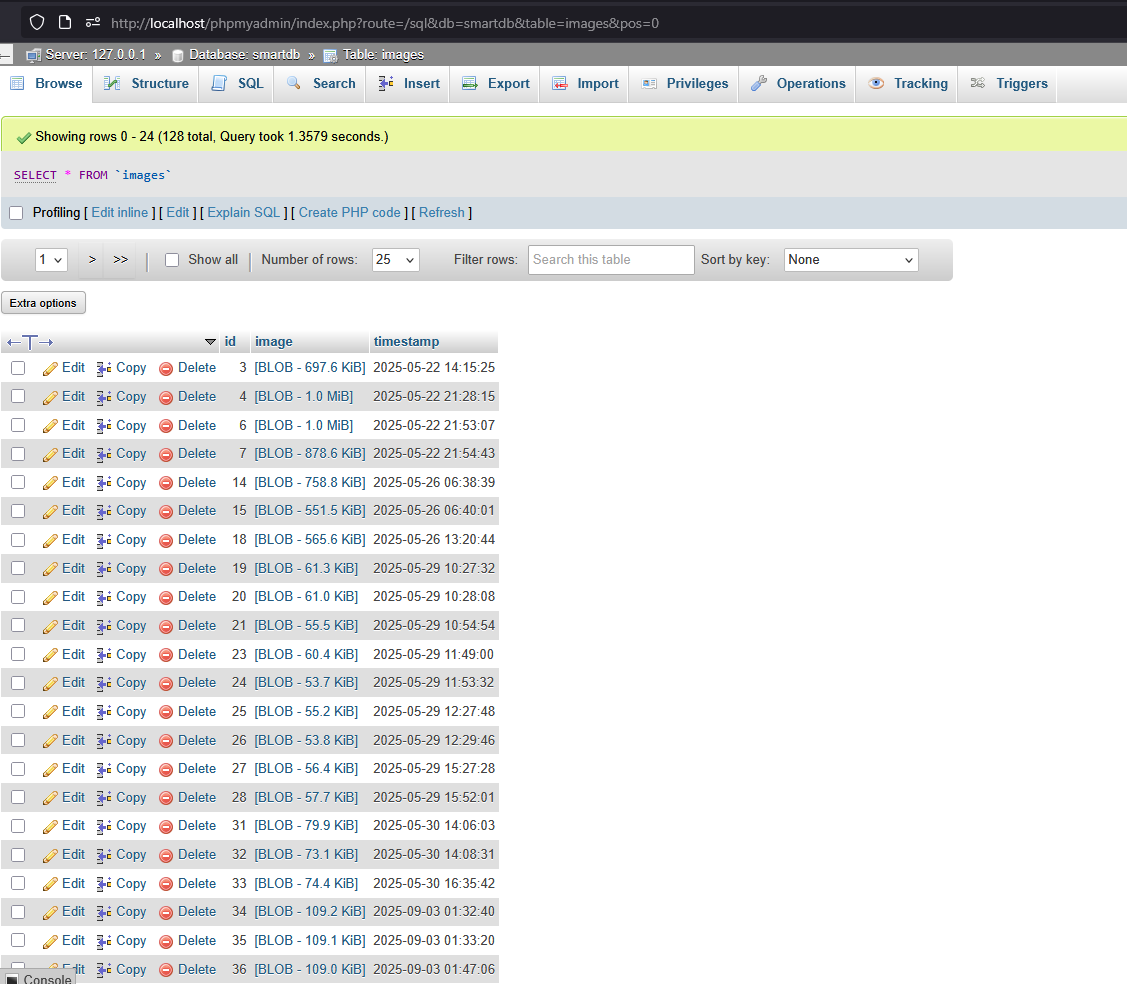 http://localhost/phpmyadmin/index.php?route=/sql&db=smartdb&table=images&pos=0
Server: 127.0.0.1 » Database: smartdb » Table: images
Browse Structure SQL Search Insert Export Import Privileges Operations Tracking Triggers
Showing rows 0 - 24 (128 total, Query took 1.3579 seconds.)
SELECT * FROM `images`
Profiling [ Edit inline ] [ Edit ] [ Explain SQL ] [ Create PHP code ] [ Refresh ]
1 > >> | Show all | Number of rows: 25 Filter rows: Search this table Sort by key: None
Extra options
←T→ id image timestamp
Edit Copy Delete 3 [BLOB - 697.6 KiB] 2025-05-22 14:15:25
Edit Copy Delete 4 [BLOB - 1.0 MiB] 2025-05-22 21:28:15
Edit Copy Delete 6 [BLOB - 1.0 MiB] 2025-05-22 21:53:07
Edit Copy Delete 7 [BLOB - 878.6 KiB] 2025-05-22 21:54:43
Edit Copy Delete 14 [BLOB - 758.8 KiB] 2025-05-26 06:38:39
Edit Copy Delete 15 [BLOB - 551.5 KiB] 2025-05-26 06:40:01
Edit Copy Delete 18 [BLOB - 565.6 KiB] 2025-05-26 13:20:44
Edit Copy Delete 19 [BLOB - 61.3 KiB] 2025-05-29 10:27:32
Edit Copy Delete 20 [BLOB - 61.0 KiB] 2025-05-29 10:28:08
Edit Copy Delete 21 [BLOB - 55.5 KiB] 2025-05-29 10:54:54
Edit Copy Delete 23 [BLOB - 60.4 KiB] 2025-05-29 11:49:00
Edit Copy Delete 24 [BLOB - 53.7 KiB] 2025-05-29 11:53:32
Edit Copy Delete 25 [BLOB - 55.2 KiB] 2025-05-29 12:27:48
Edit Copy Delete 26 [BLOB - 53.8 KiB] 2025-05-29 12:29:46
Edit Copy Delete 27 [BLOB - 56.4 KiB] 2025-05-29 15:27:28
Edit Copy Delete 28 [BLOB - 57.7 KiB] 2025-05-29 15:52:01
Edit Copy Delete 31 [BLOB - 79.9 KiB] 2025-05-30 14:06:03
Edit Copy Delete 32 [BLOB - 73.1 KiB] 2025-05-30 14:08:31
Edit Copy Delete 33 [BLOB - 74.4 KiB] 2025-05-30 16:35:42
Edit Copy Delete 34 [BLOB - 109.2 KiB] 2025-09-03 01:32:40
Edit Copy Delete 35 [BLOB - 109.1 KiB] 2025-09-03 01:33:20
Edit Copy Delete 36 [BLOB - 109.0 KiB] 2025-09-03 01:47:06
Console